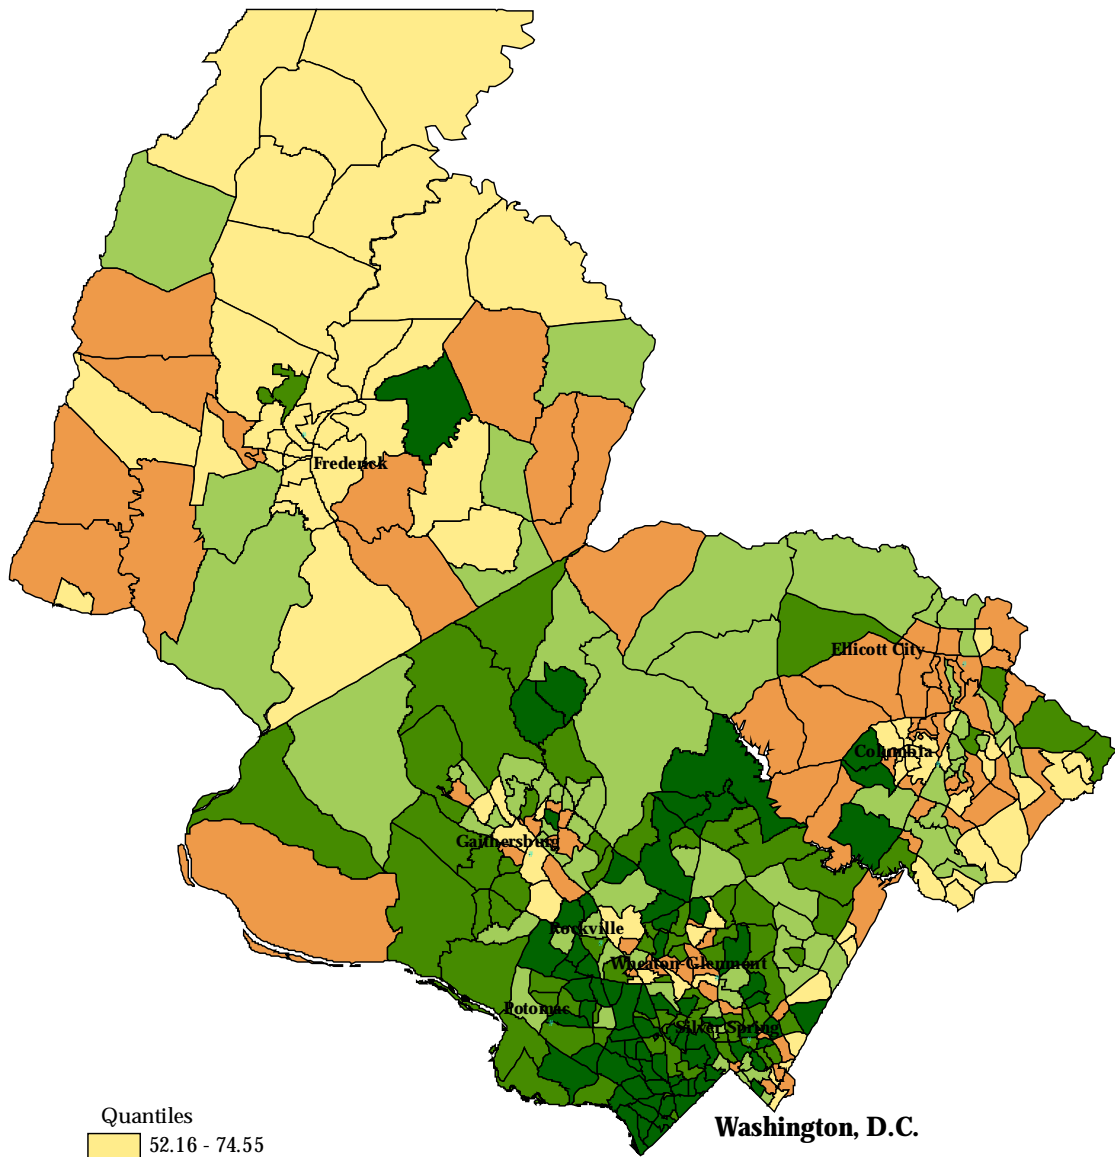 Frederick
Ellicott City
Columbia
Gaithersburg
Rockville
Wheaton-Glenmont
Potomac
Silver Spring
Washington, D.C.
Quantiles
52.16 - 74.55